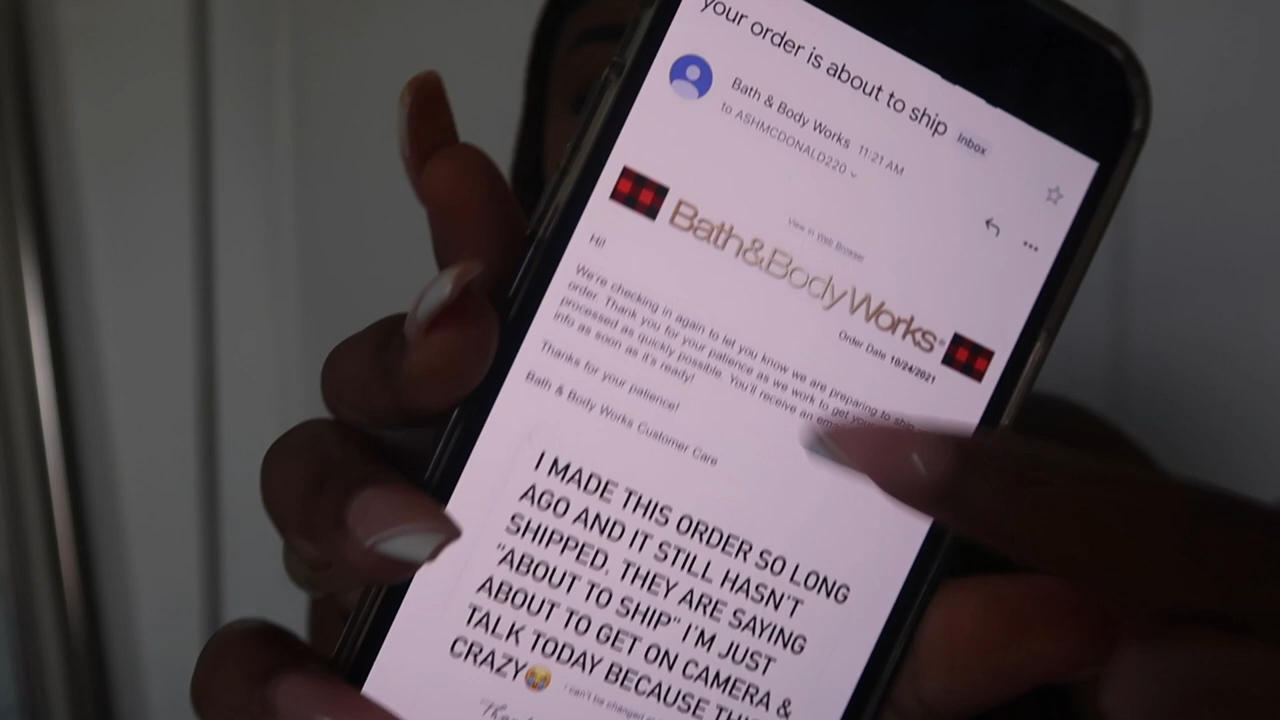 your order is about to ship Inbox
Bath & Body Works 11:21 AM
to ASHMCDONALD220
View in Web Browser
Bath&Body Works®
Order Date 10/24/2021
Hi!
We're checking in again to let you know we are preparing to ship
order. Thank you for your patience as we work to get your
processed as quickly possible. You'll receive an
info as soon as it's ready!
Thanks for your patience!
Bath & Body Works Customer Care
I MADE THIS ORDER SO LONG
AGO AND IT STILL HASN'T
SHIPPED. THEY ARE SAYING
"ABOUT TO SHIP" I'M JUST
ABOUT TO GET ON CAMERA &
TALK TODAY BECAUSE
CRAZY😭
can't be changed